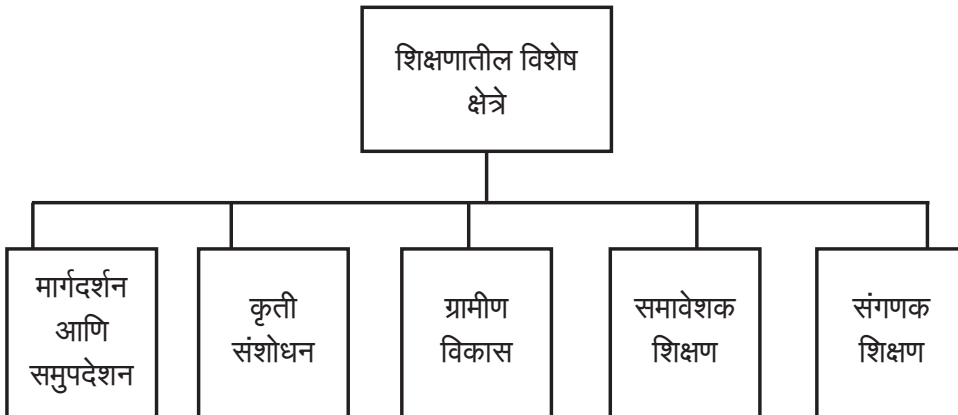 शिक्षणातील विशेष
क्षेत्रे
मार्गदर्शन
आणि
समुपदेशन
कृती
संशोधन
ग्रामीण
विकास
समावेशक
शिक्षण
संगणक
शिक्षण